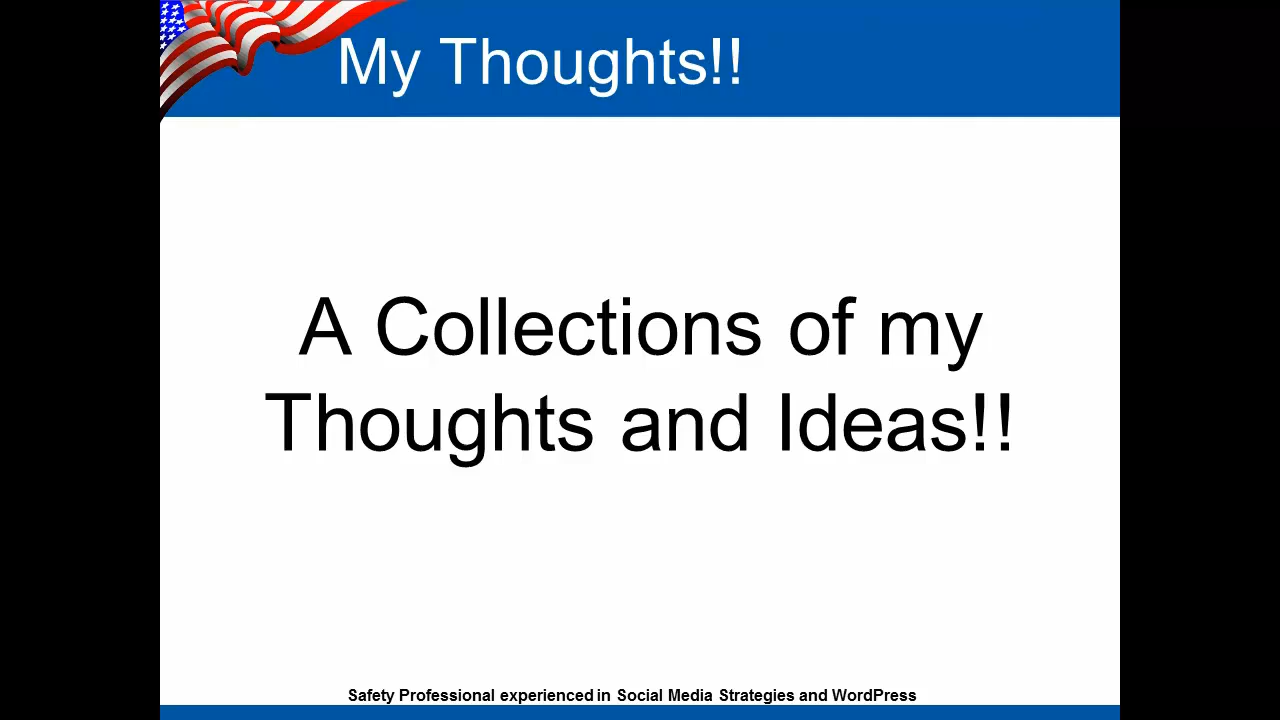 My Thoughts!!
A Collections of my
Thoughts and Ideas!!
Safety Professional experienced in Social Media Strategies and WordPress